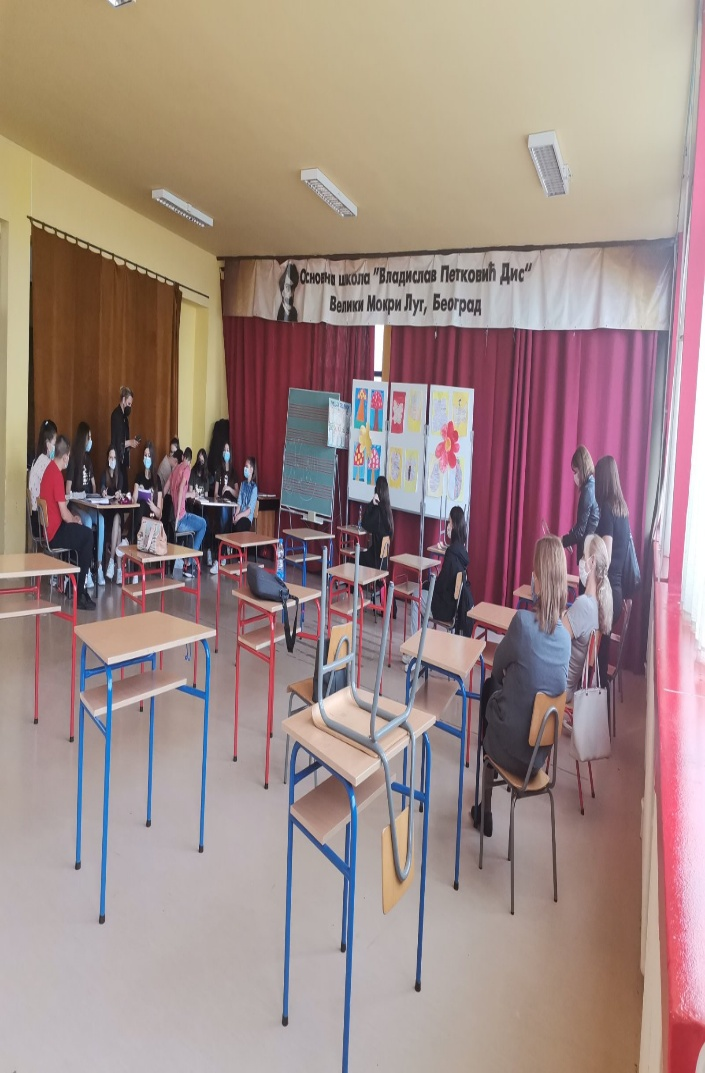 Основна школа "Владислав Петковић Дис"
Велики Мокри Луг, Београд